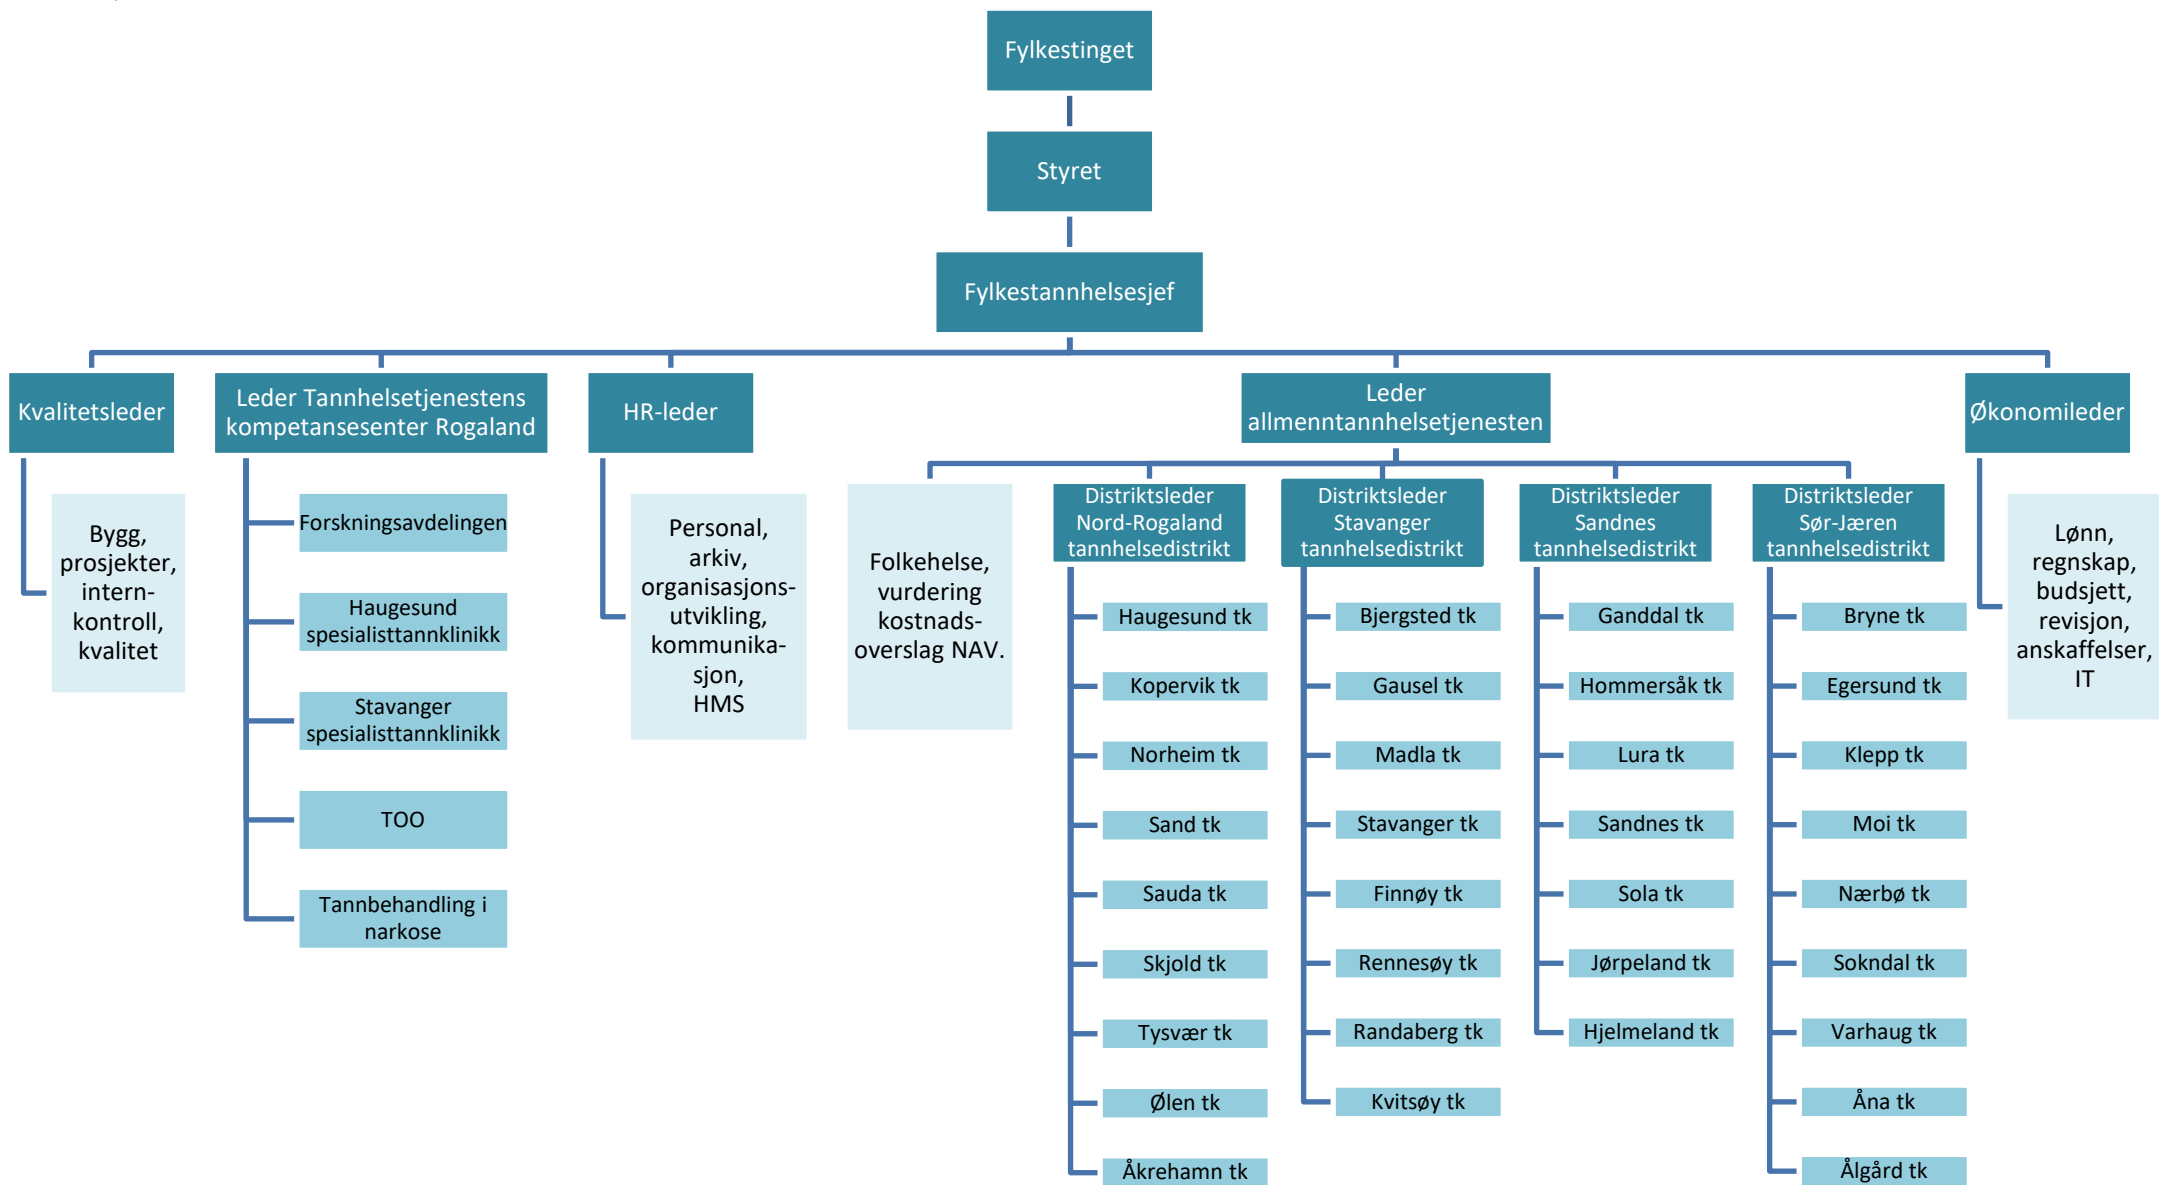 Fylkestinget
Styret
Fylkestannhelsesjef
Kvalitetsleder
Bygg,
prosjekter,
intern-
kontroll,
kvalitet
Leder Tannhelsetjenestens
kompetansesenter Rogaland
Forskningsavdelingen
Haugesund
spesialisttannklinikk
Stavanger
spesialisttannklinikk
TOO
Tannbehandling i
narkose
HR-leder
Personal,
arkiv,
organisasjons-
utvikling,
kommunika-
sjon,
HMS
Leder
allmenntannhelsetjenesten
Folkehelse,
vurdering
kostnads-
overslag NAV.
Distriktsleder
Nord-Rogaland
tannhelsedistrikt
Haugesund tk
Kopervik tk
Norheim tk
Sand tk
Sauda tk
Skjold tk
Tysvær tk
Ølen tk
Åkrehamn tk
Distriktsleder
Stavanger
tannhelsedistrikt
Bjergsted tk
Gausel tk
Madla tk
Stavanger tk
Finnøy tk
Rennesøy tk
Randaberg tk
Kvitsøy tk
Distriktsleder
Sandnes
tannhelsedistrikt
Ganddal tk
Hommersåk tk
Lura tk
Sandnes tk
Sola tk
Jørpeland tk
Hjelmeland tk
Distriktsleder
Sør-Jæren
tannhelsedistrikt
Bryne tk
Egersund tk
Klepp tk
Moi tk
Nærbø tk
Sokndal tk
Varhaug tk
Åna tk
Ålgård tk
Økonomileder
Lønn,
regnskap,
budsjett,
revisjon,
anskaffelser,
IT